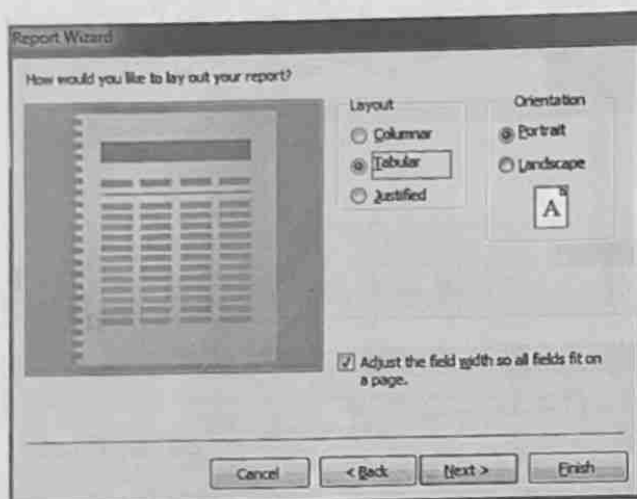 Report Wizard
How would you like to lay out your report?
Layout
Columnar
Tabular
Justified
Orientation
Portrait
Landscape
A
Adjust the field width so all fields fit on
a page.
Cancel
< Back
Next >
Finish